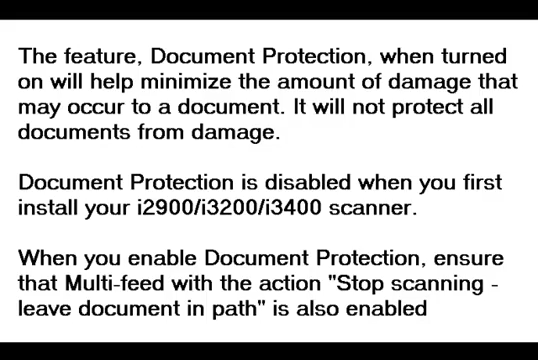 The feature, Document Protection, when turned
on will help minimize the amount of damage that
may occur to a document. It will not protect all
documents from damage.
Document Protection is disabled when you first
install your i2900/i3200/i3400 scanner.
When you enable Document Protection, ensure
that Multi-feed with the action "Stop scanning -
leave document in path" is also enabled